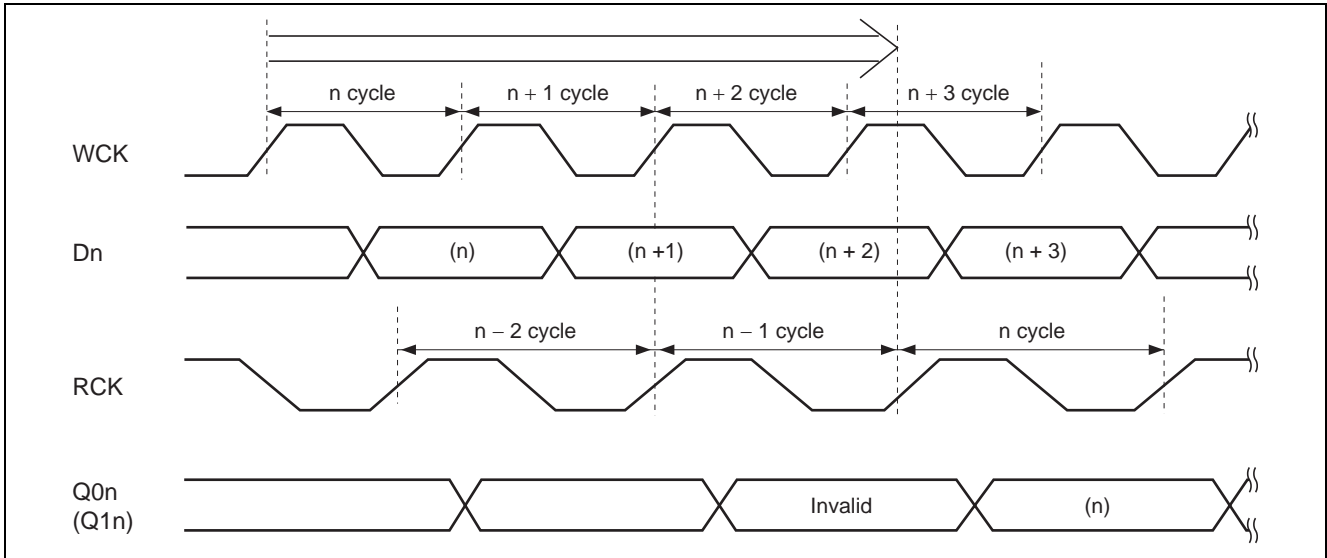 n cycle n + 1 cycle n + 2 cycle n + 3 cycle
WCK
Dn (n) (n +1) (n + 2) (n + 3)
n − 2 cycle n − 1 cycle n cycle
RCK
Q0n
(Q1n)
Invalid (n)